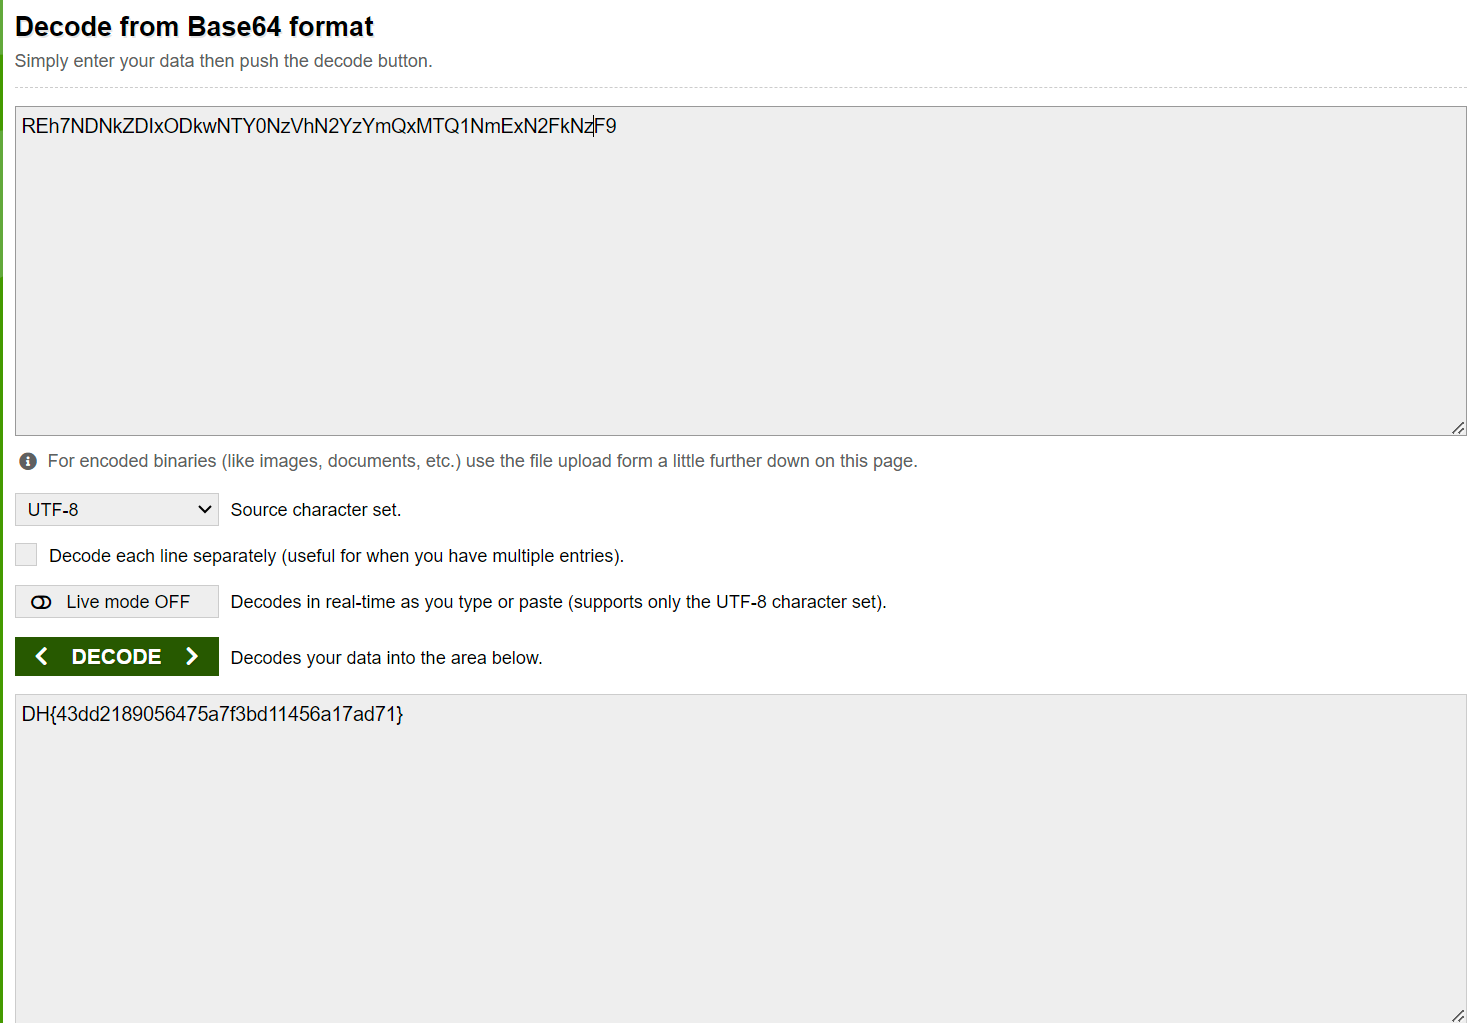 Decode from Base64 format
Simply enter your data then push the decode button.
REh7NDNkZDIxODkwNTY0NzVhN2YzYmQxMTQ1NmExN2FkNzF9
For encoded binaries (like images, documents, etc.) use the file upload form a little further down on this page.
UTF-8 Source character set.
Decode each line separately (useful for when you have multiple entries).
Live mode OFF Decodes in real-time as you type or paste (supports only the UTF-8 character set).
< DECODE > Decodes your data into the area below.
DH{43dd2189056475a7f3bd11456a17ad71}